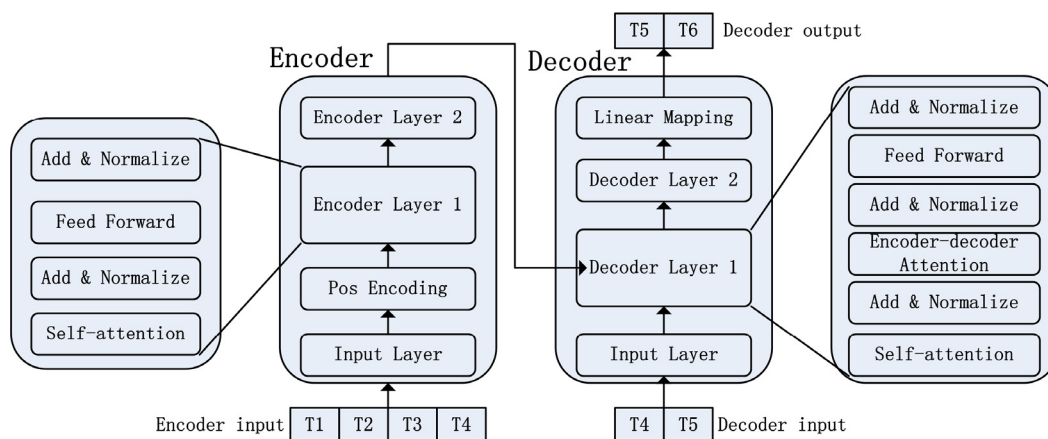 T5 T6 Decoder output
Encoder
Decoder
Encoder Layer 2
Linear Mapping
Add & Normalize
Add & Normalize
Encoder Layer 1
Decoder Layer 2
Feed Forward
Feed Forward
Add & Normalize
Add & Normalize
Pos Encoding
Decoder Layer 1
Encoder-decoder
Attention
Add & Normalize
Self-attention
Input Layer
Input Layer
Self-attention
Encoder input T1 T2 T3 T4
T4 T5 Decoder input